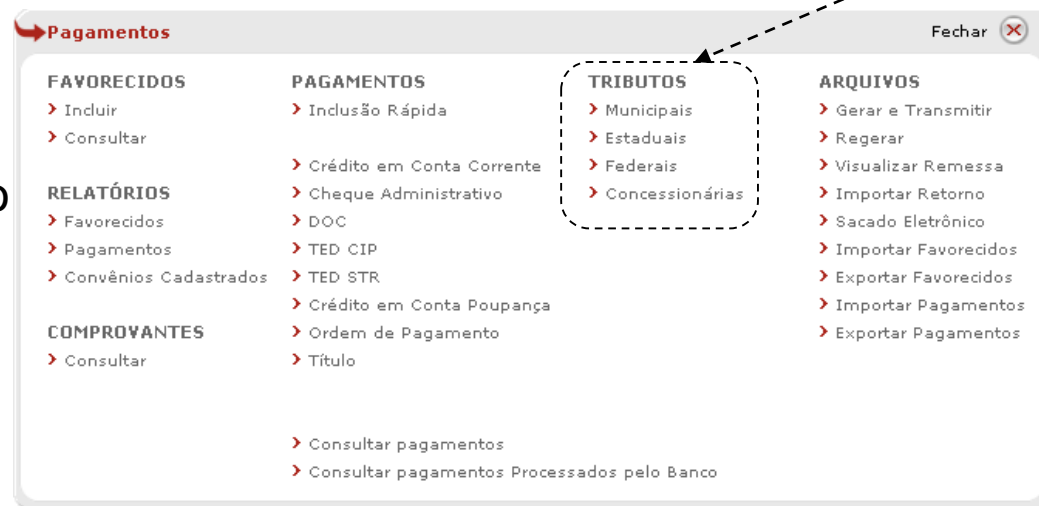 Pagamentos
Fechar
FAVORECIDOS
Incluir
Consultar
RELATÓRIOS
Favorecidos
Pagamentos
Convênios Cadastrados
COMPROVANTES
Consultar
PAGAMENTOS
Inclusão Rápida
Crédito em Conta Corrente
Cheque Administrativo
DOC
TED CIP
TED STR
Crédito em Conta Poupança
Ordem de Pagamento
Título
Consultar pagamentos
Consultar pagamentos Processados pelo Banco
TRIBUTOS
Municipais
Estaduais
Federais
Concessionárias
ARQUIVOS
Gerar e Transmitir
Regerar
Visualizar Remessa
Importar Retorno
Sacado Eletrônico
Importar Favorecidos
Exportar Favorecidos
Importar Pagamentos
Exportar Pagamentos